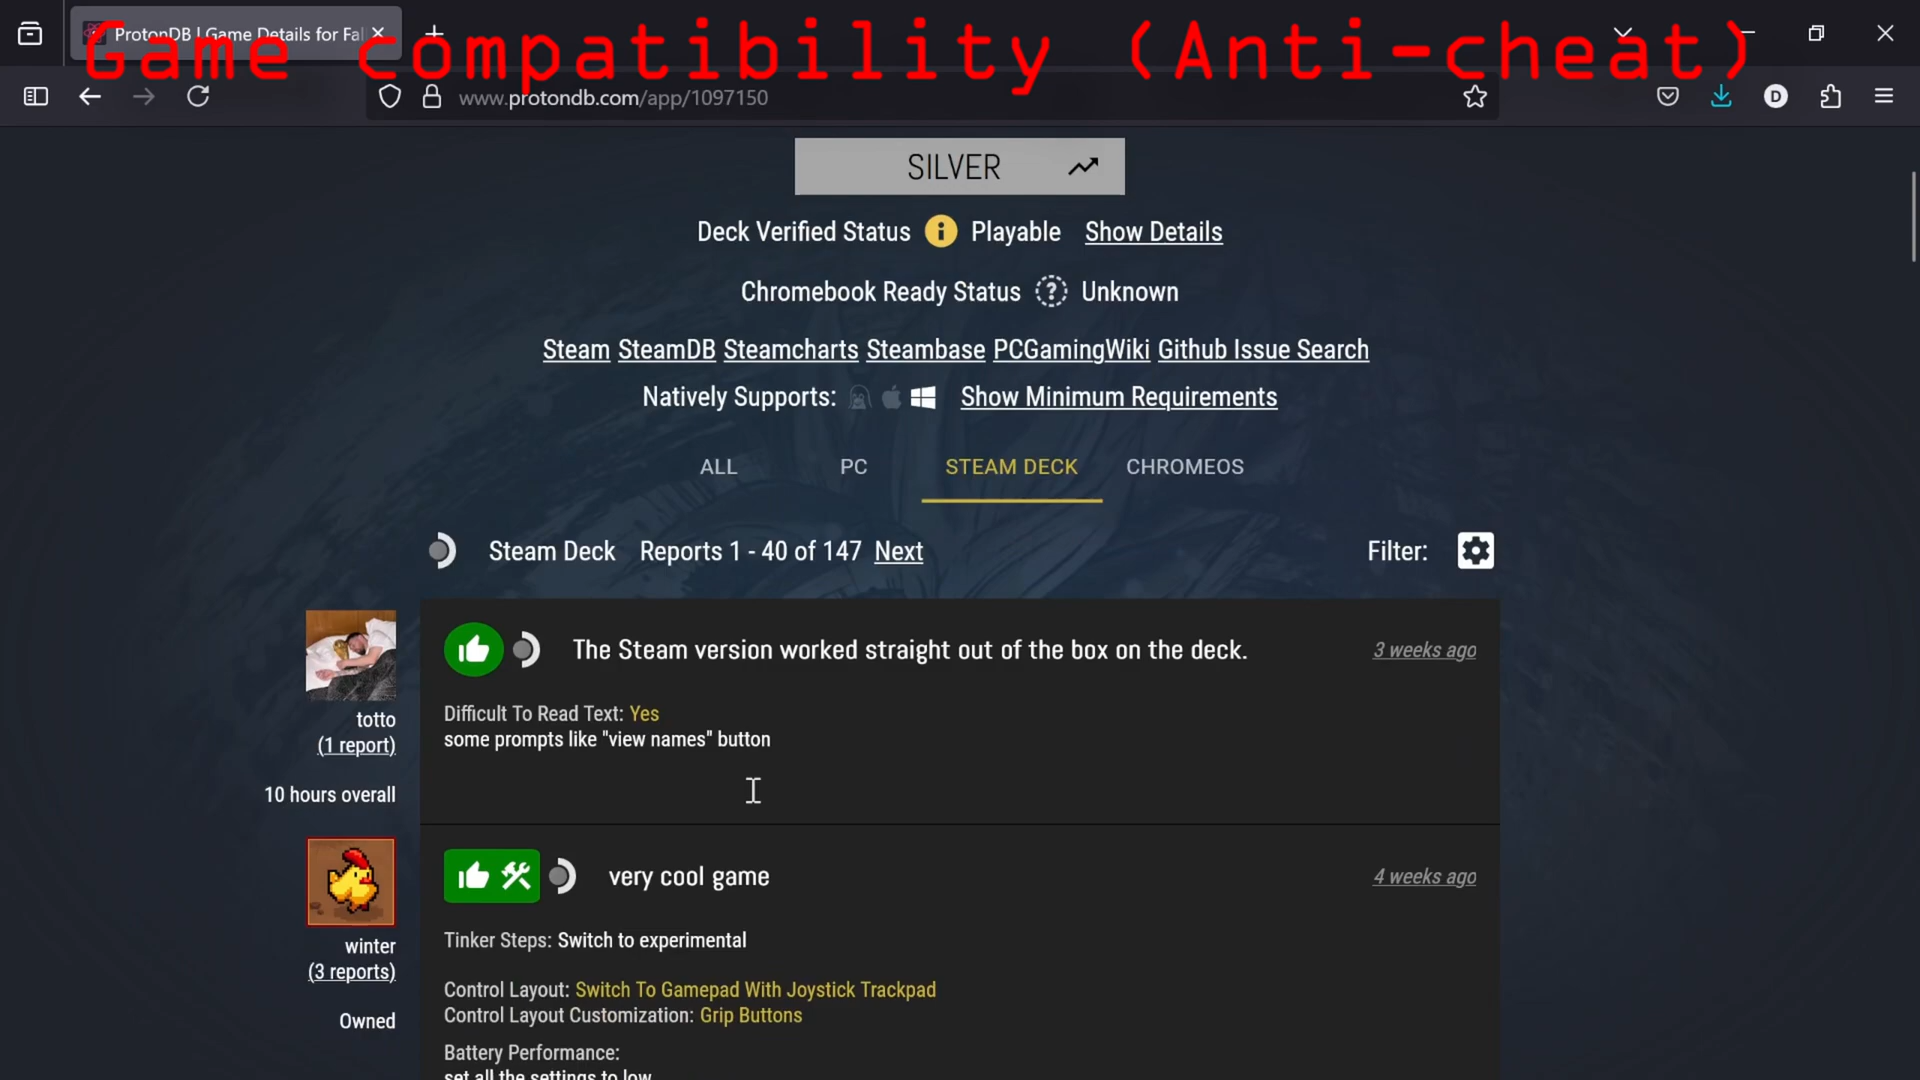 ProtonDB | Game Details for Fal
Game compatibility (Anti-cheat)
www.protondb.com/app/1097150
D
SILVER
Deck Verified Status Playable Show Details
Chromebook Ready Status Unknown
Steam SteamDB Steamcharts Steambase PCGamingWiki Github Issue Search
Natively Supports: Show Minimum Requirements
ALL PC STEAM DECK CHROMEOS
Steam Deck Reports 1 - 40 of 147 Next Filter:
The Steam version worked straight out of the box on the deck. 3 weeks ago
Difficult To Read Text: Yes
some prompts like "view names" button
totto
(1 report)
10 hours overall
very cool game 4 weeks ago
Tinker Steps: Switch to experimental
winter
(3 reports)
Owned
Control Layout: Switch To Gamepad With Joystick Trackpad
Control Layout Customization: Grip Buttons
Battery Performance:
set all the settings to low